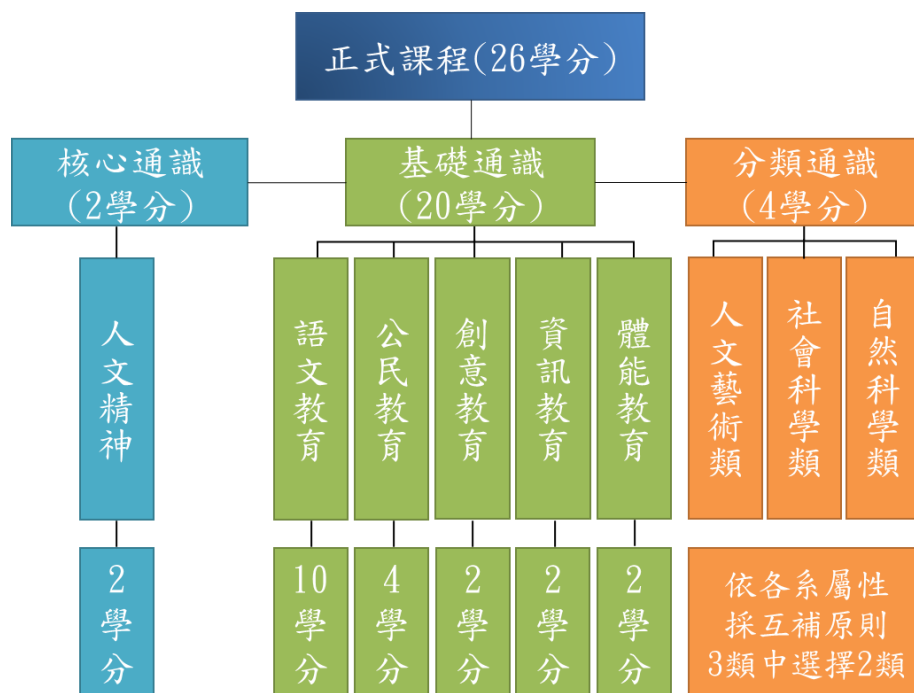 正式課程(26學分)
核心通識
(2學分)
基礎通識
(20學分)
分類通識
(4學分)
人文精神
語文教育
公民教育
創意教育
資訊教育
體能教育
人文藝術類
社會科學類
自然科學類
2學分
10學分
4學分
2學分
2學分
2學分
依各系屬性
採互補原則
3類中選擇2類